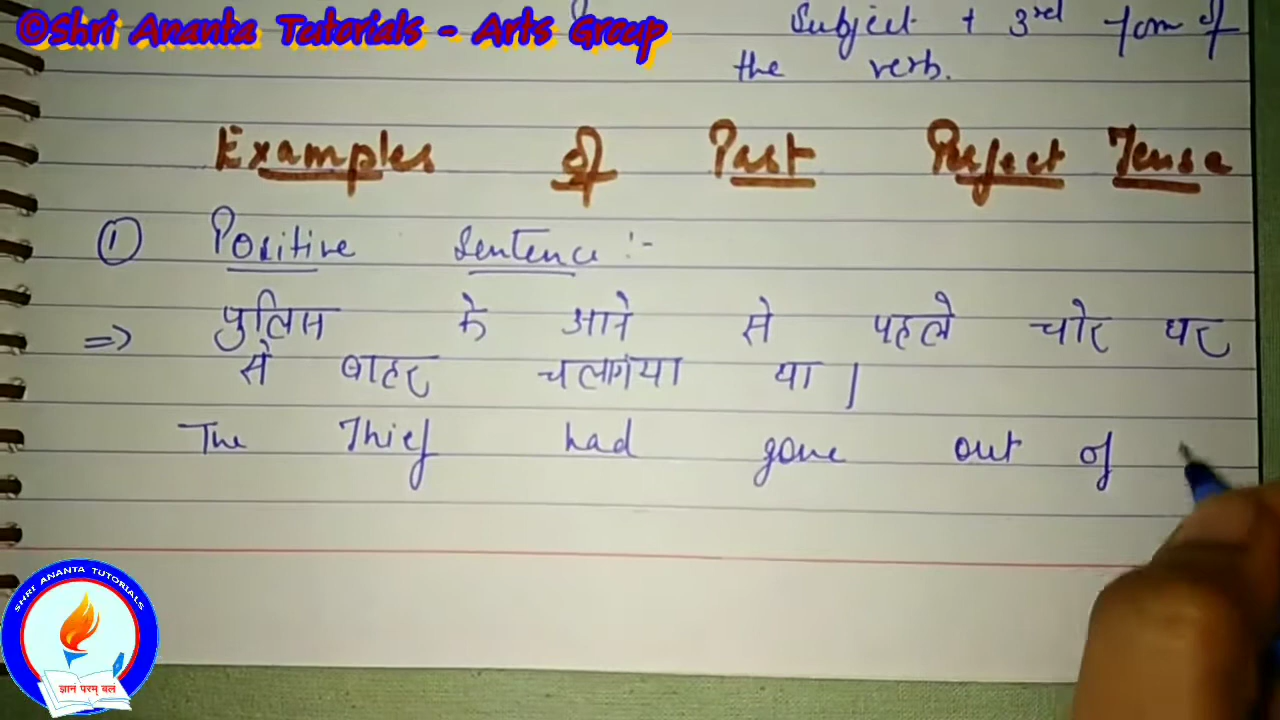 ©Shri Ananta Tutorials - Arts Group
Subject + 3rd form of
the verb.
Examples of Past Perfect Tense
① Positive Sentence :-
=> पुलिस के आने से पहले चोर घर
से बाहर चलागया था |
The Thief had gone out of
SHRI ANANTA TUTORIALS
ज्ञानं परम् बलं